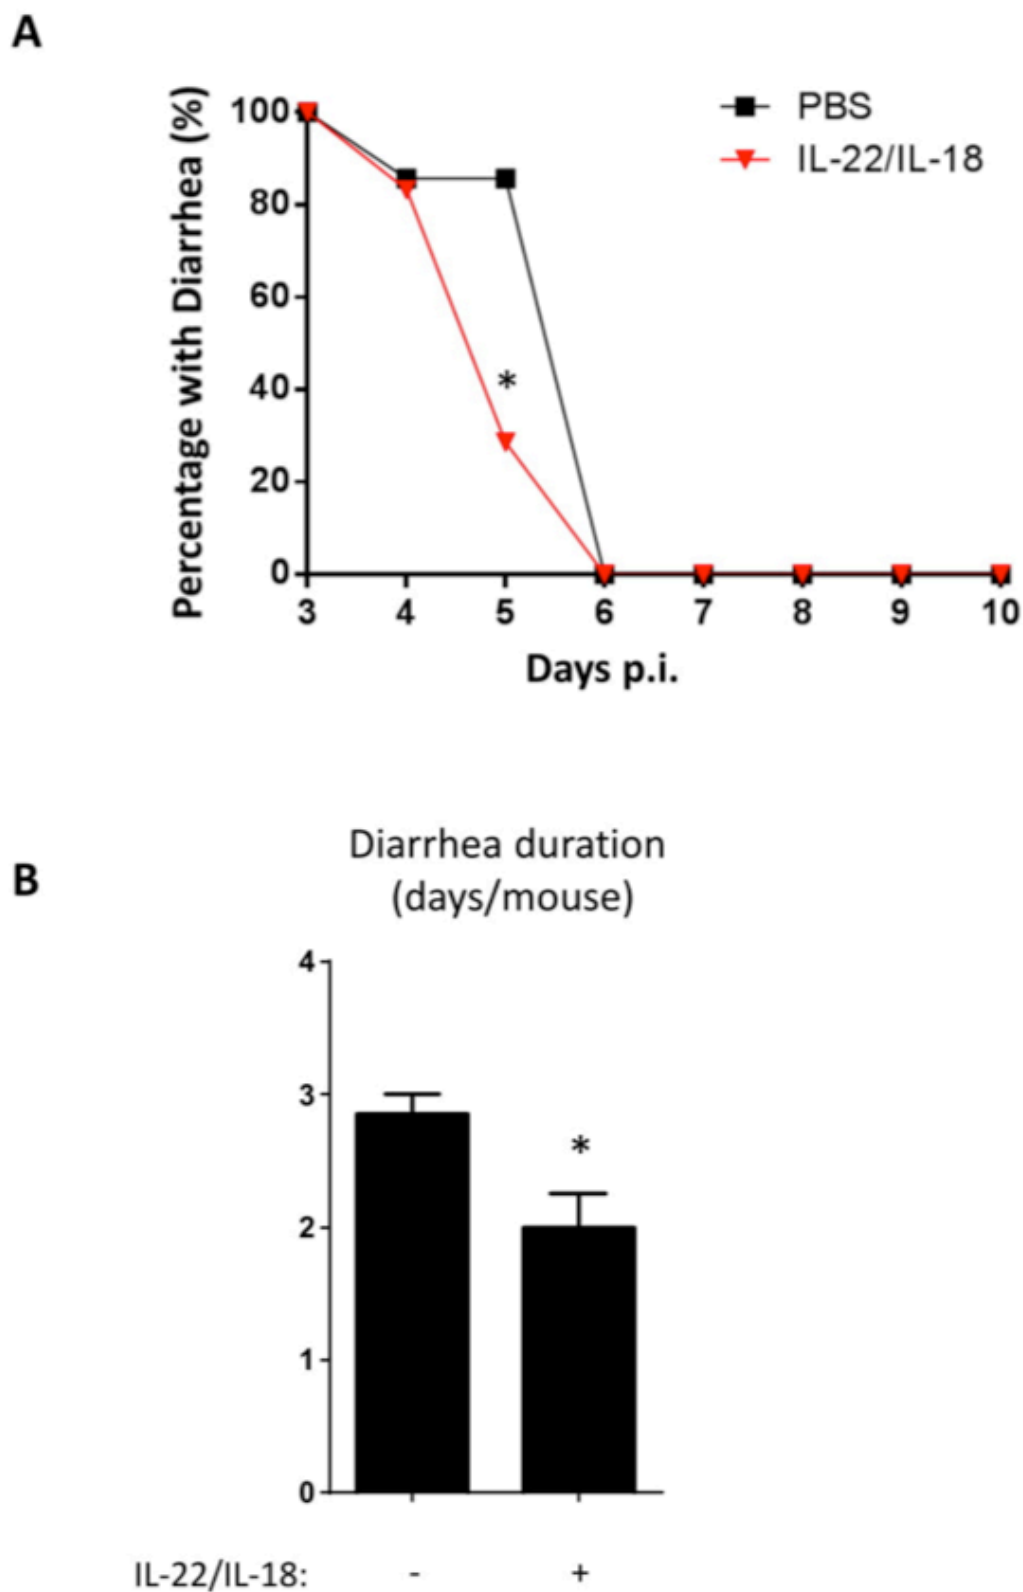 A
Percentage with Diarrhea (%)
100
80
60
40
20
0
PBS
IL-22/IL-18
*
3 4 5 6 7 8 9 10
Days p.i.
B
Diarrhea duration
(days/mouse)
4
3
2
1
0
*
IL-22/IL-18: - +